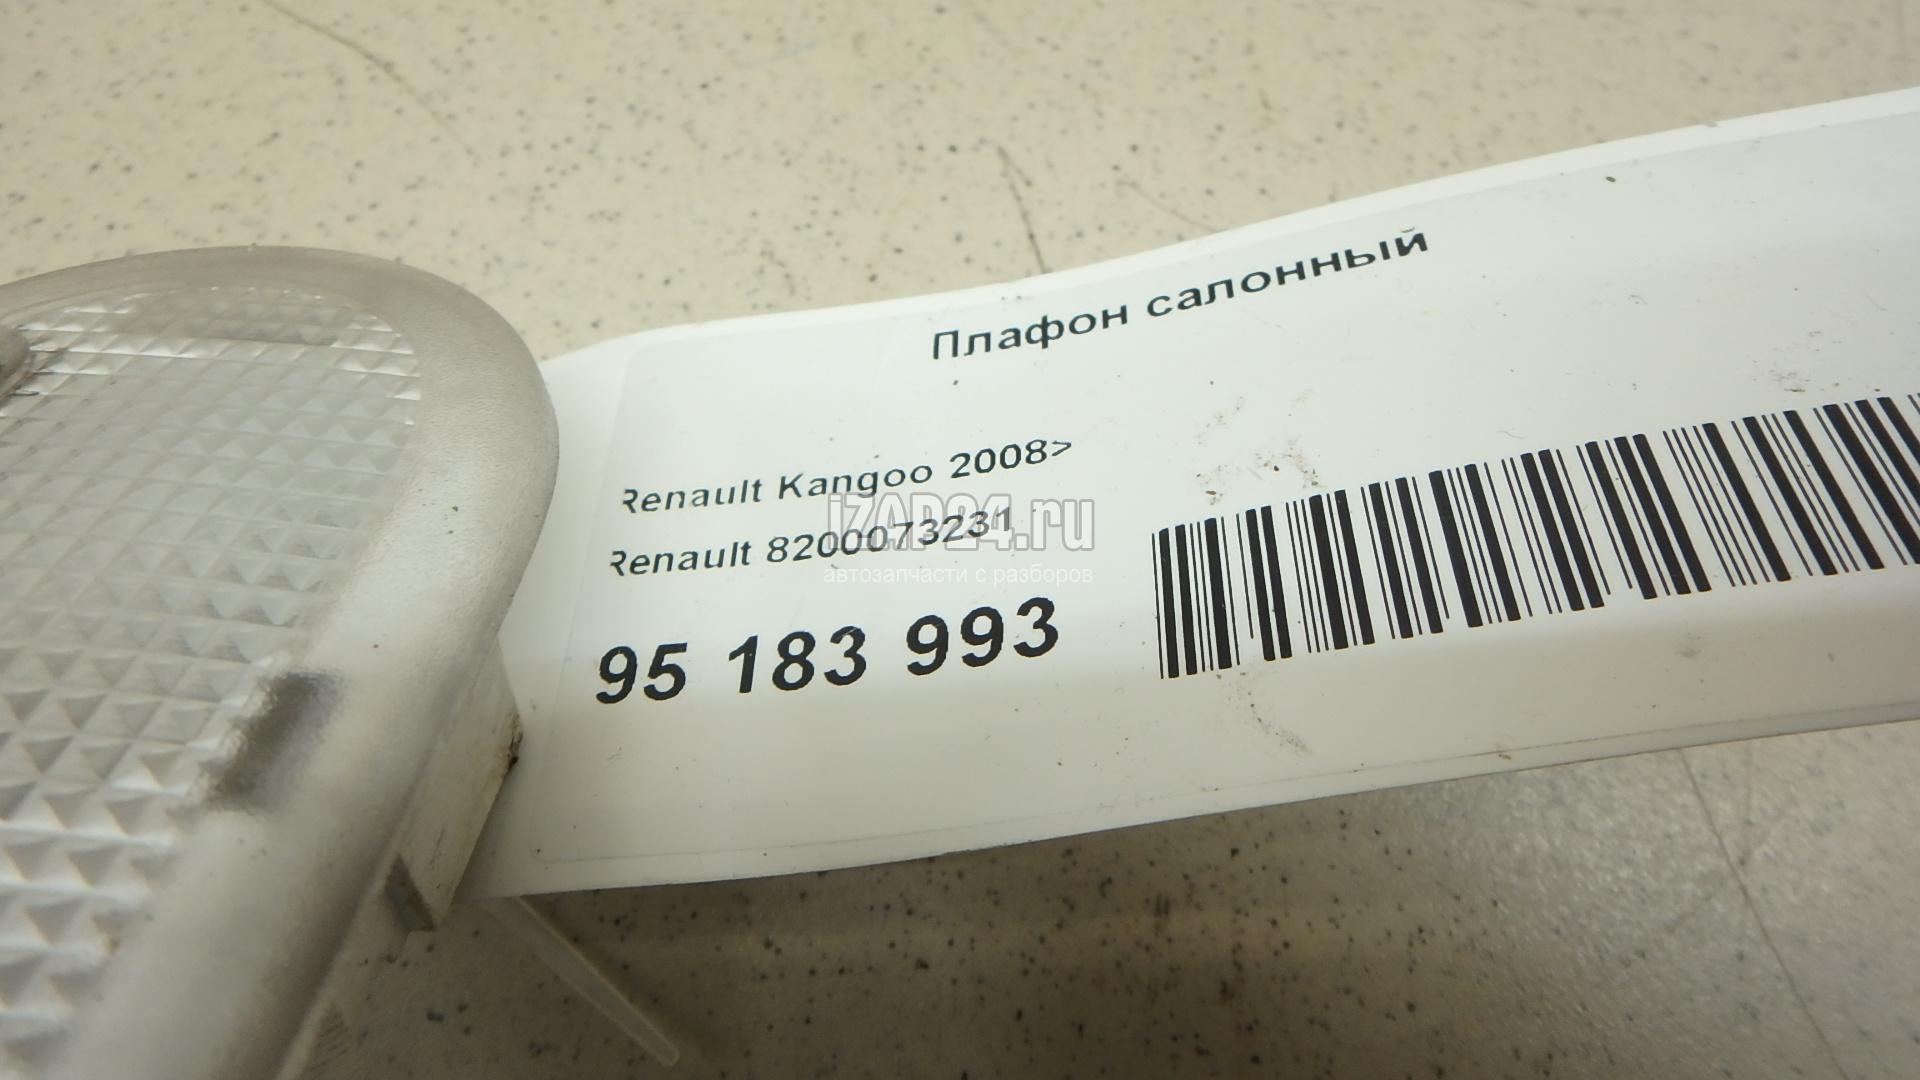 Плафон салонный
Renault Kangoo 2008>
Renault 8200073231
iZAP24.ru
автозапчасти с разборов
95 183 993